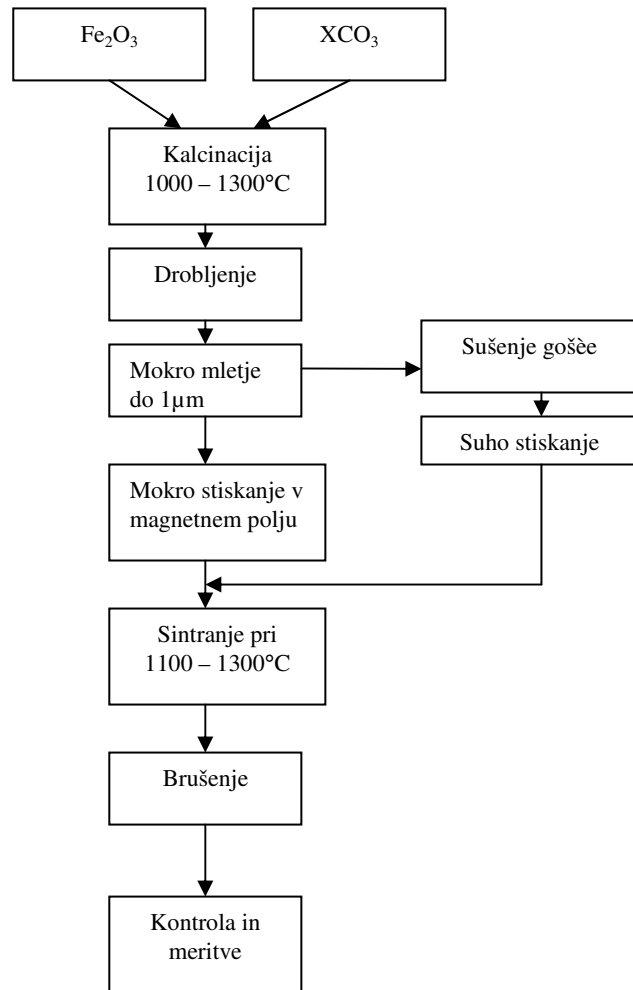 Fe₂O₃
XCO₃
Kalcinacija
1000 – 1300°C
Drobljenje
Mokro mletje
do 1µm
Sušenje gošèe
Suho stiskanje
Mokro stiskanje v
magnetnem polju
Sintranje pri
1100 – 1300°C
Brušenje
Kontrola in
meritve